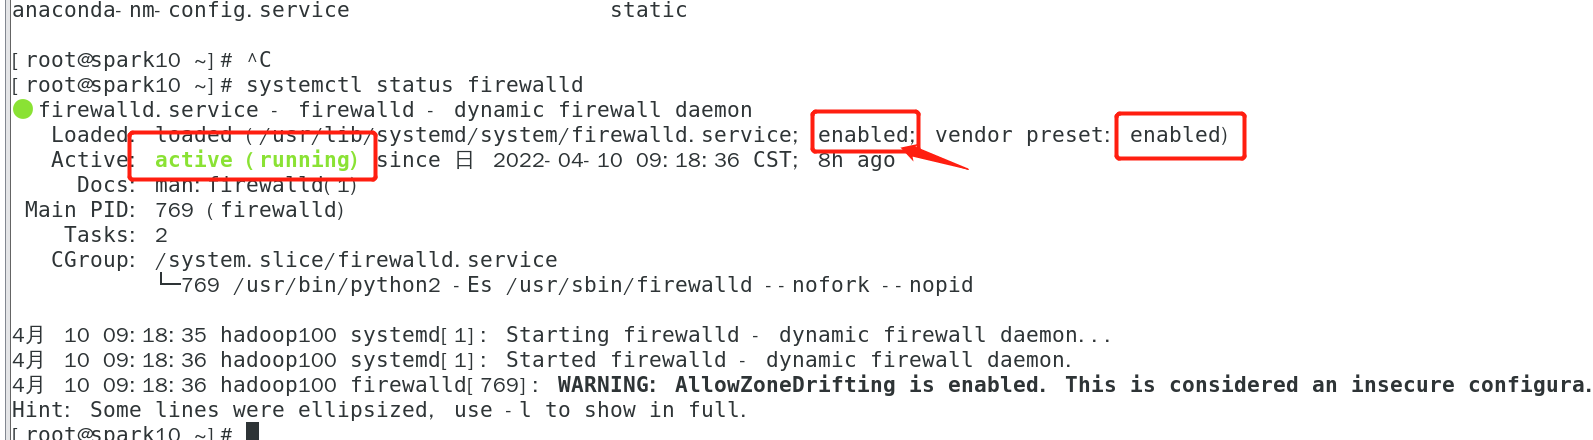 anaconda-nm-config.service                    static
[root@spark10 ~]# ^C
[root@spark10 ~]# systemctl status firewalld
● firewalld.service - firewalld - dynamic firewall daemon
Loaded: loaded (/usr/lib/systemd/system/firewalld.service; enabled; vendor preset: enabled)
Active: active (running) since 日 2022-04-10 09:18:36 CST; 8h ago
Docs: man:firewalld(1)
Main PID: 769 (firewalld)
Tasks: 2
CGroup: /system.slice/firewalld.service
└─769 /usr/bin/python2 -Es /usr/sbin/firewalld --nofork --nopid
4月 10 09:18:35 hadoop100 systemd[1]: Starting firewalld - dynamic firewall daemon...
4月 10 09:18:36 hadoop100 systemd[1]: Started firewalld - dynamic firewall daemon.
4月 10 09:18:36 hadoop100 firewalld[769]: WARNING: AllowZoneDrifting is enabled. This is considered an insecure configura.
Hint: Some lines were ellipsized, use -l to show in full.
[root@spark10 ~]#